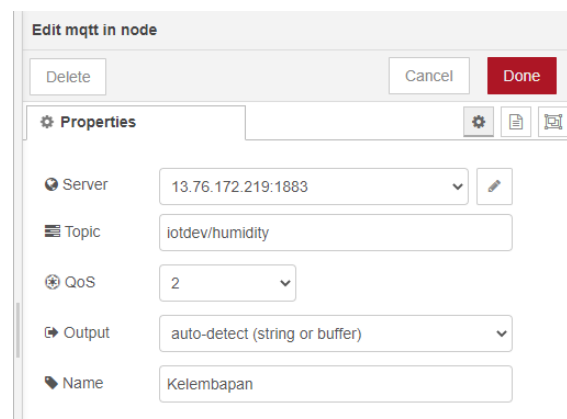 Edit mqtt in node
Delete Cancel Done
Properties
Server 13.76.172.219:1883
Topic iotdev/humidity
QoS 2
Output auto-detect (string or buffer)
Name Kelembapan